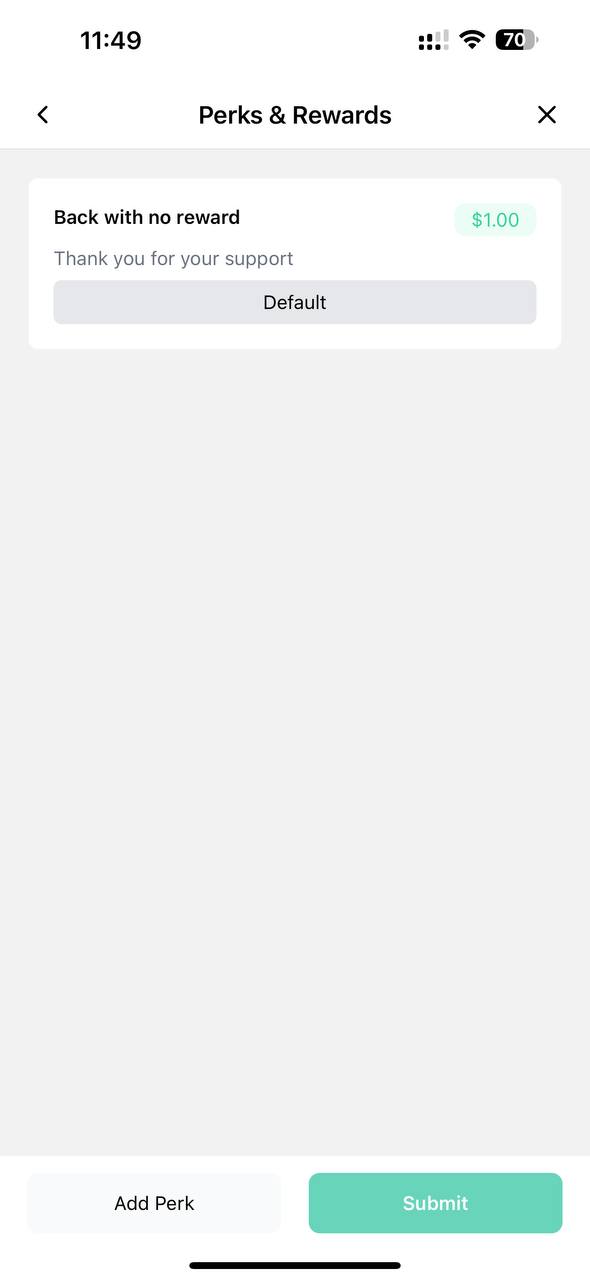 11:49
70
Perks & Rewards
Back with no reward
$1.00
Thank you for your support
Default
Add Perk
Submit